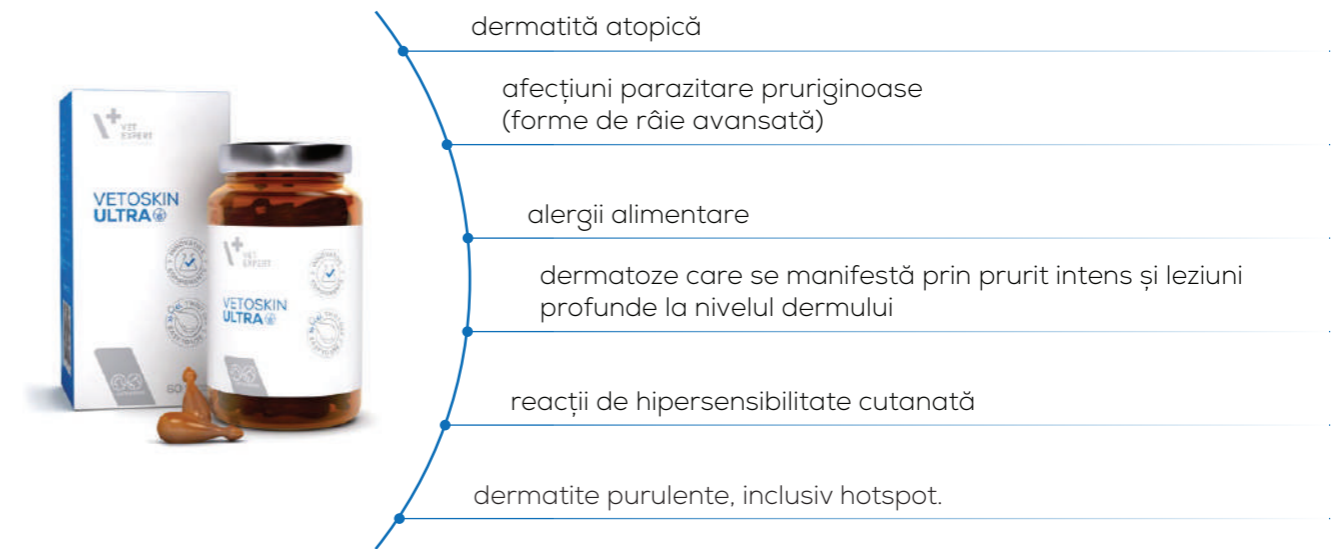 dermatită atopică
afecțiuni parazitare pruriginoase
(forme de râie avansată)
VET
EXPERT
VETOSKIN
ULTRA
60
VET
EXPERT
VETOSKIN
ULTRA
alergii alimentare
dermatoze care se manifestă prin prurit intens și leziuni
profunde la nivelul dermului
reacții de hipersensibilitate cutanată
dermatite purulente, inclusiv hotspot.